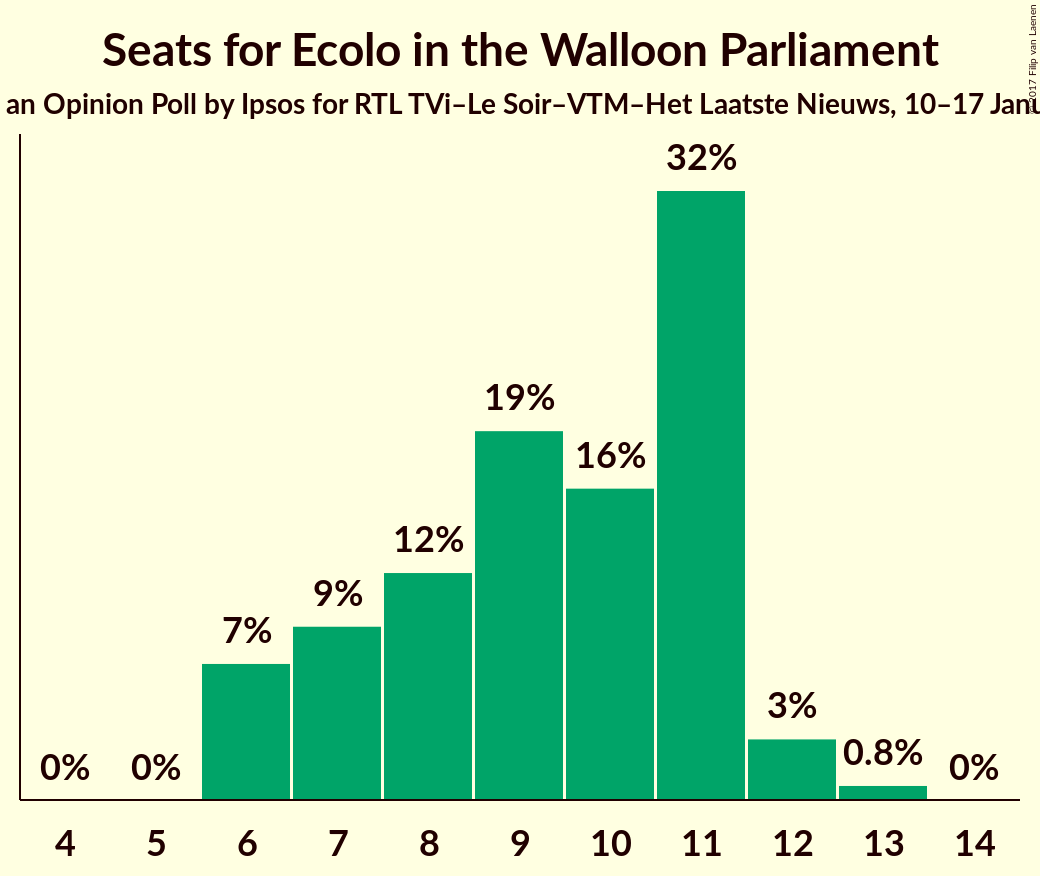 Seats for Ecolo in the Walloon Parliament
an Opinion Poll by Ipsos for RTL TVi–Le Soir–VTM–Het Laatste Nieuws, 10–17 Janu
© 2017 Filip van Laenen
32%
19%
16%
12%
9%
7%
3%
0.8%
0% 0% 0%
4 5 6 7 8 9 10 11 12 13 14